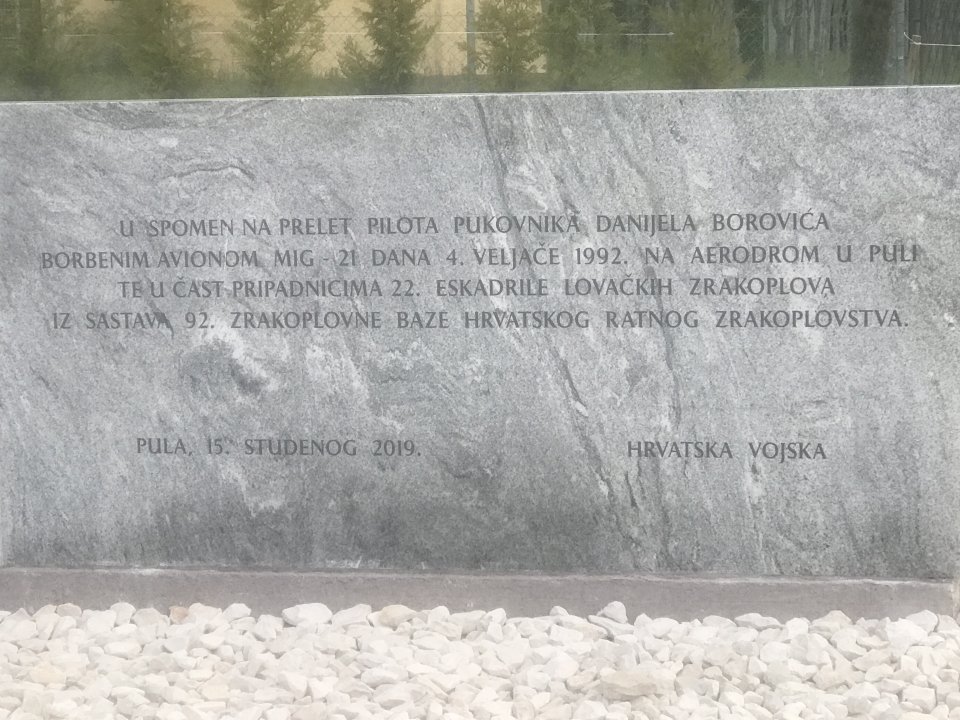 U SPOMEN NA PRELET PILOTA PUKOVNIKA DANIJELA BOROVIĆA
BORBENIM AVIONOM MIG - 21 DANA 4. VELJAČE 1992. NA AERODROM U PULI
TE U ČAST PRIPADNICIMA 22. ESKADRILE LOVAČKIH ZRAKOPLOVA
IZ SASTAVA 92. ZRAKOPLOVNE BAZE HRVATSKOG RATNOG ZRAKOPLOVSTVA.
PULA, 15. STUDENOG 2019. HRVATSKA VOJSKA